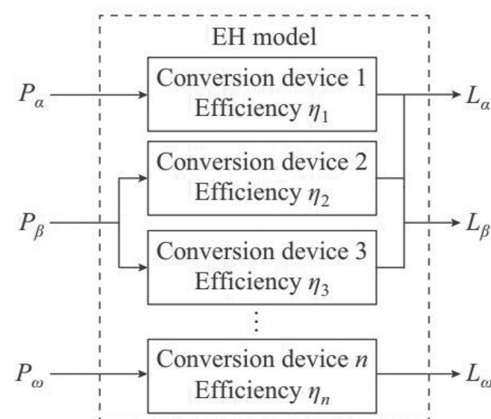 EH model
P_α
Conversion device 1
Efficiency η_1
L_α
Conversion device 2
Efficiency η_2
P_β
L_β
Conversion device 3
Efficiency η_3
⋮
P_ω
Conversion device n
Efficiency η_n
L_ω